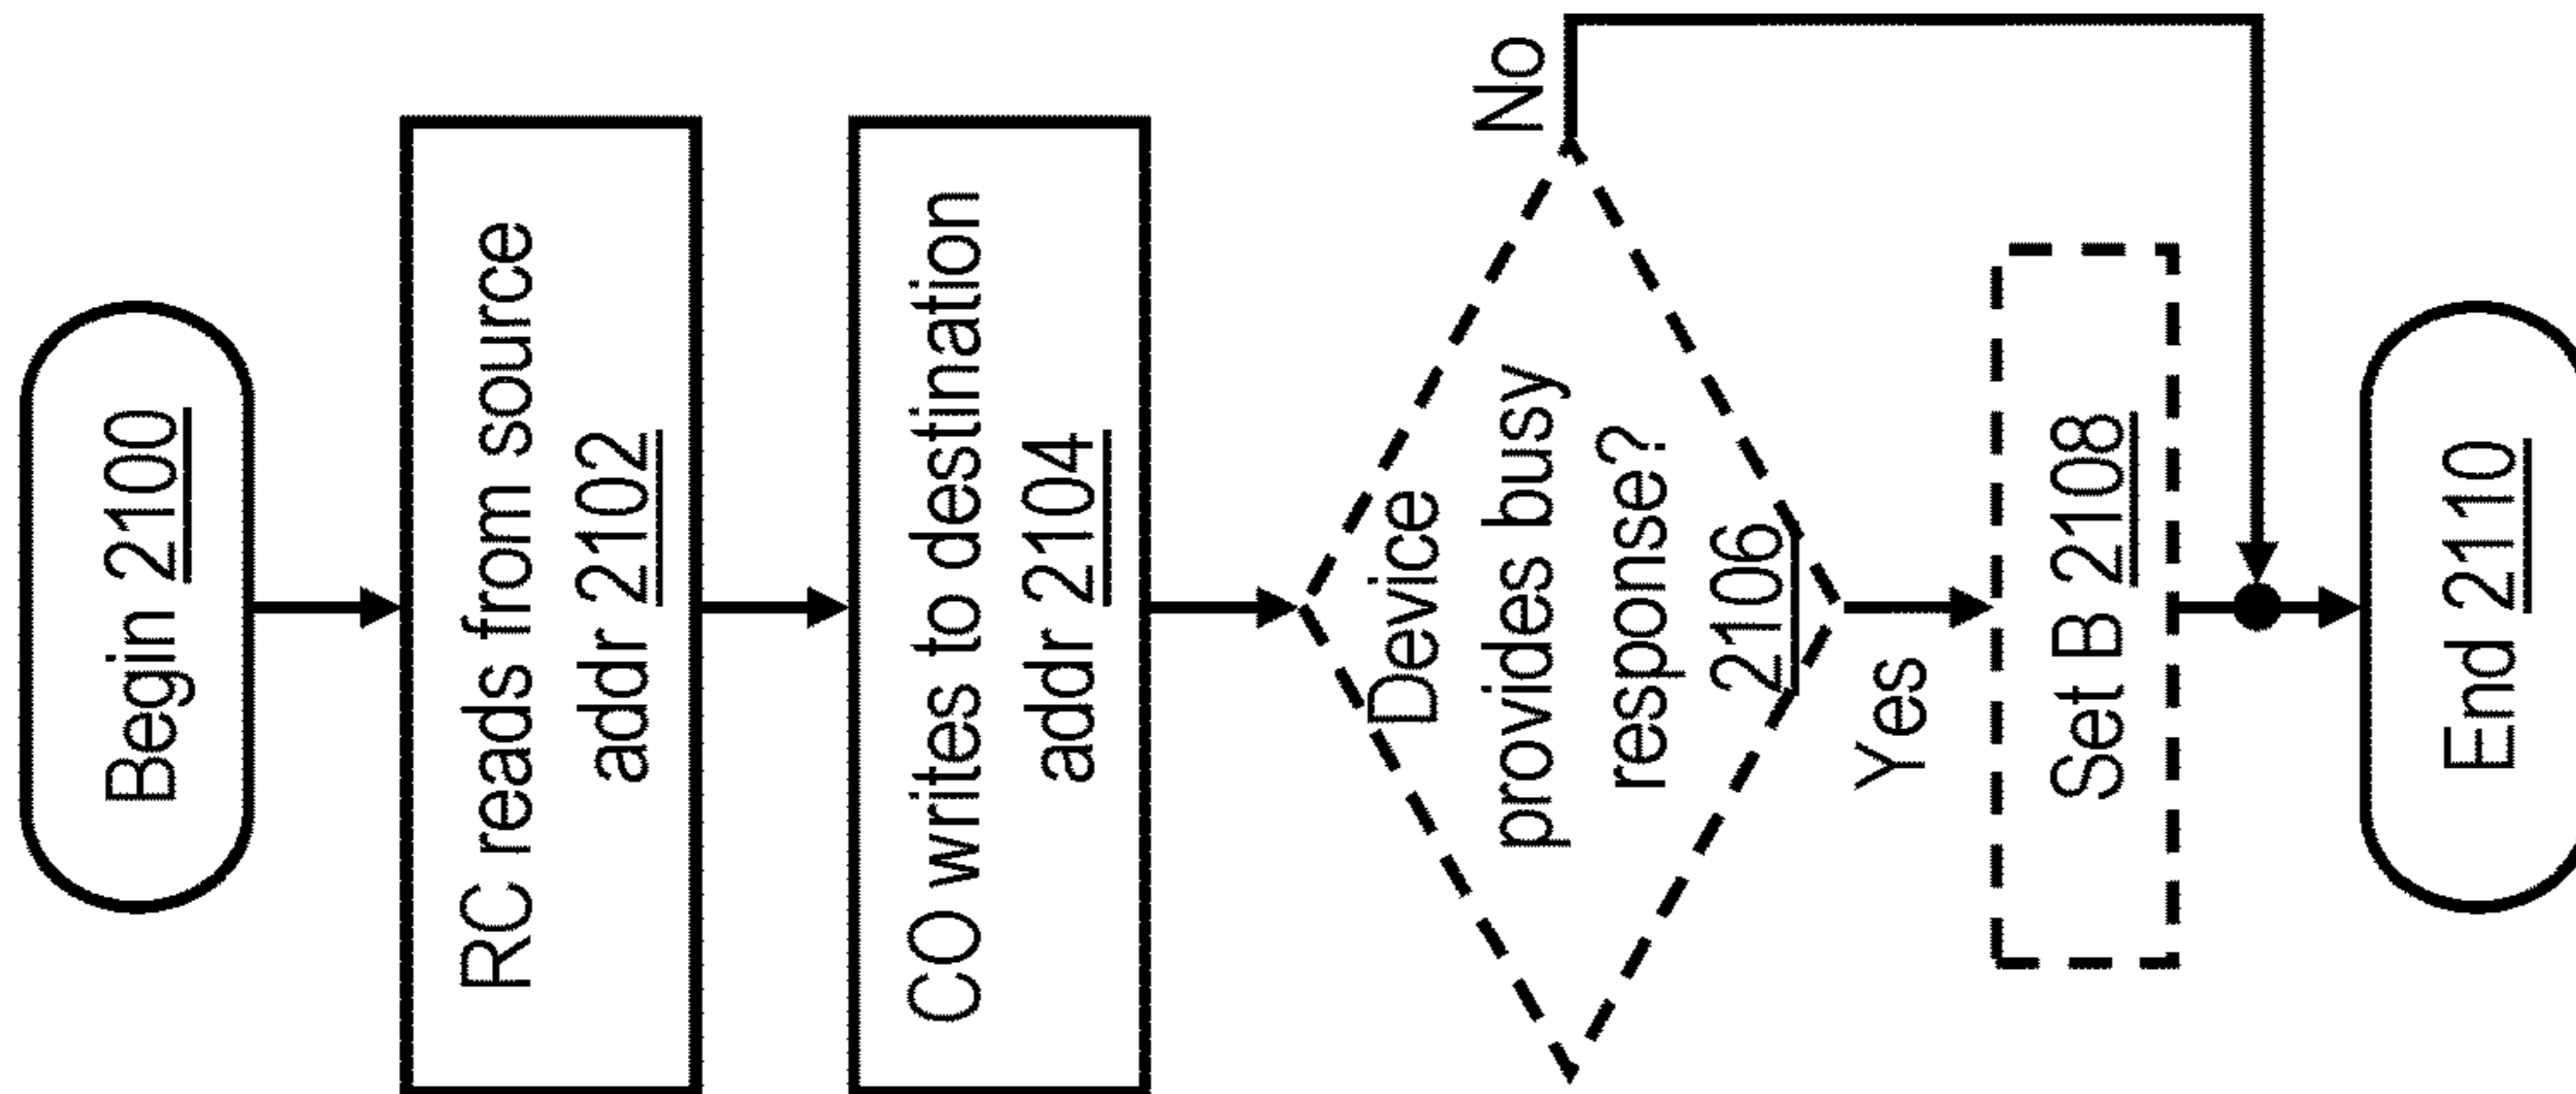 Begin 2100
RC reads from source
addr 2102
CO writes to destination
addr 2104
Device
provides busy
response?
2106
No
Yes
Set B 2108
End 2110